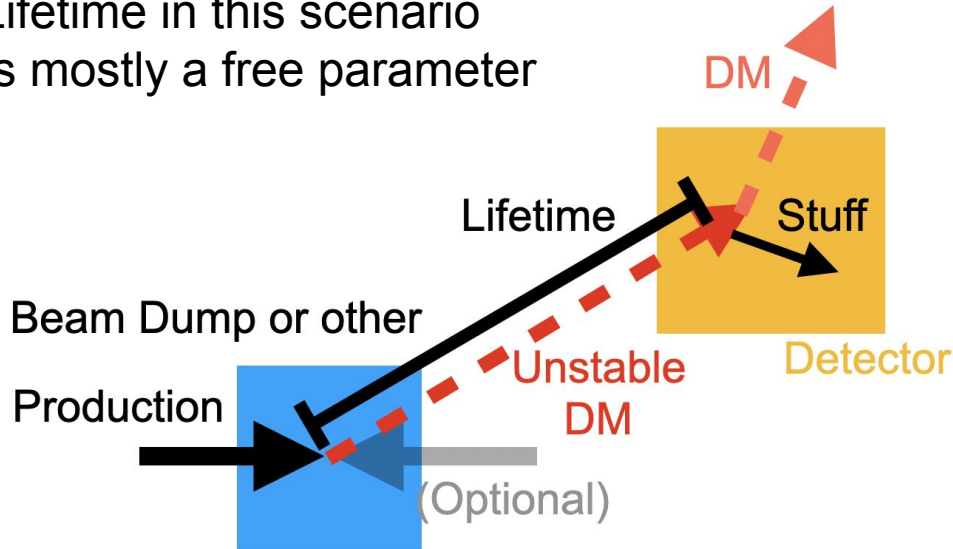 Lifetime in this scenario
s mostly a free parameter
DM
Lifetime
Stuff
Beam Dump or other
Unstable
DM
Detector
Production
(Optional)